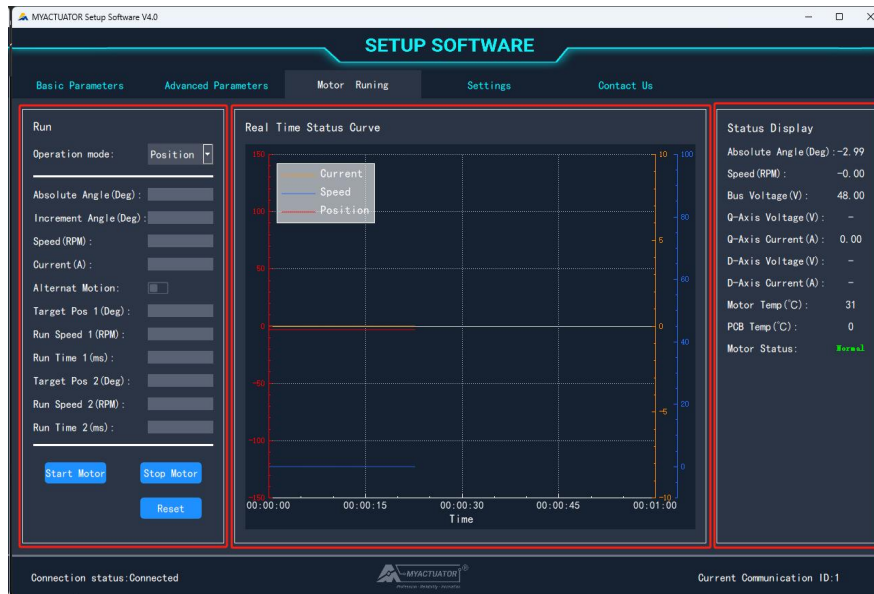 MYACTUATOR Setup Software V4.0
SETUP SOFTWARE
Basic Parameters
Advanced Parameters
Motor Runing
Settings
Contact Us
Run
Operation mode: Position
Absolute Angle(Deg):
Increment Angle(Deg):
Speed(RPM):
Current(A):
Alternat Motion:
Target Pos 1(Deg):
Run Speed 1(RPM):
Run Time 1(ms):
Target Pos 2(Deg):
Run Speed 2(RPM):
Run Time 2(ms):
Start Motor
Stop Motor
Reset
Real Time Status Curve
Current
Speed
Position
150
100
50
0
-50
-100
-150
10
5
0
-5
-10
100
80
60
40
20
0
00:00:00
00:00:15
00:00:30
00:00:45
00:01:00
Time
Status Display
Absolute Angle(Deg):-2.99
Speed(RPM): -0.00
Bus Voltage(V): 48.00
Q-Axis Voltage(V): -
Q-Axis Current(A): 0.00
D-Axis Voltage(V): -
D-Axis Current(A): -
Motor Temp(℃): 31
PCB Temp(℃): 0
Motor Status: Normal
Connection status:Connected
MYACTUATOR®
Current Communication ID:1